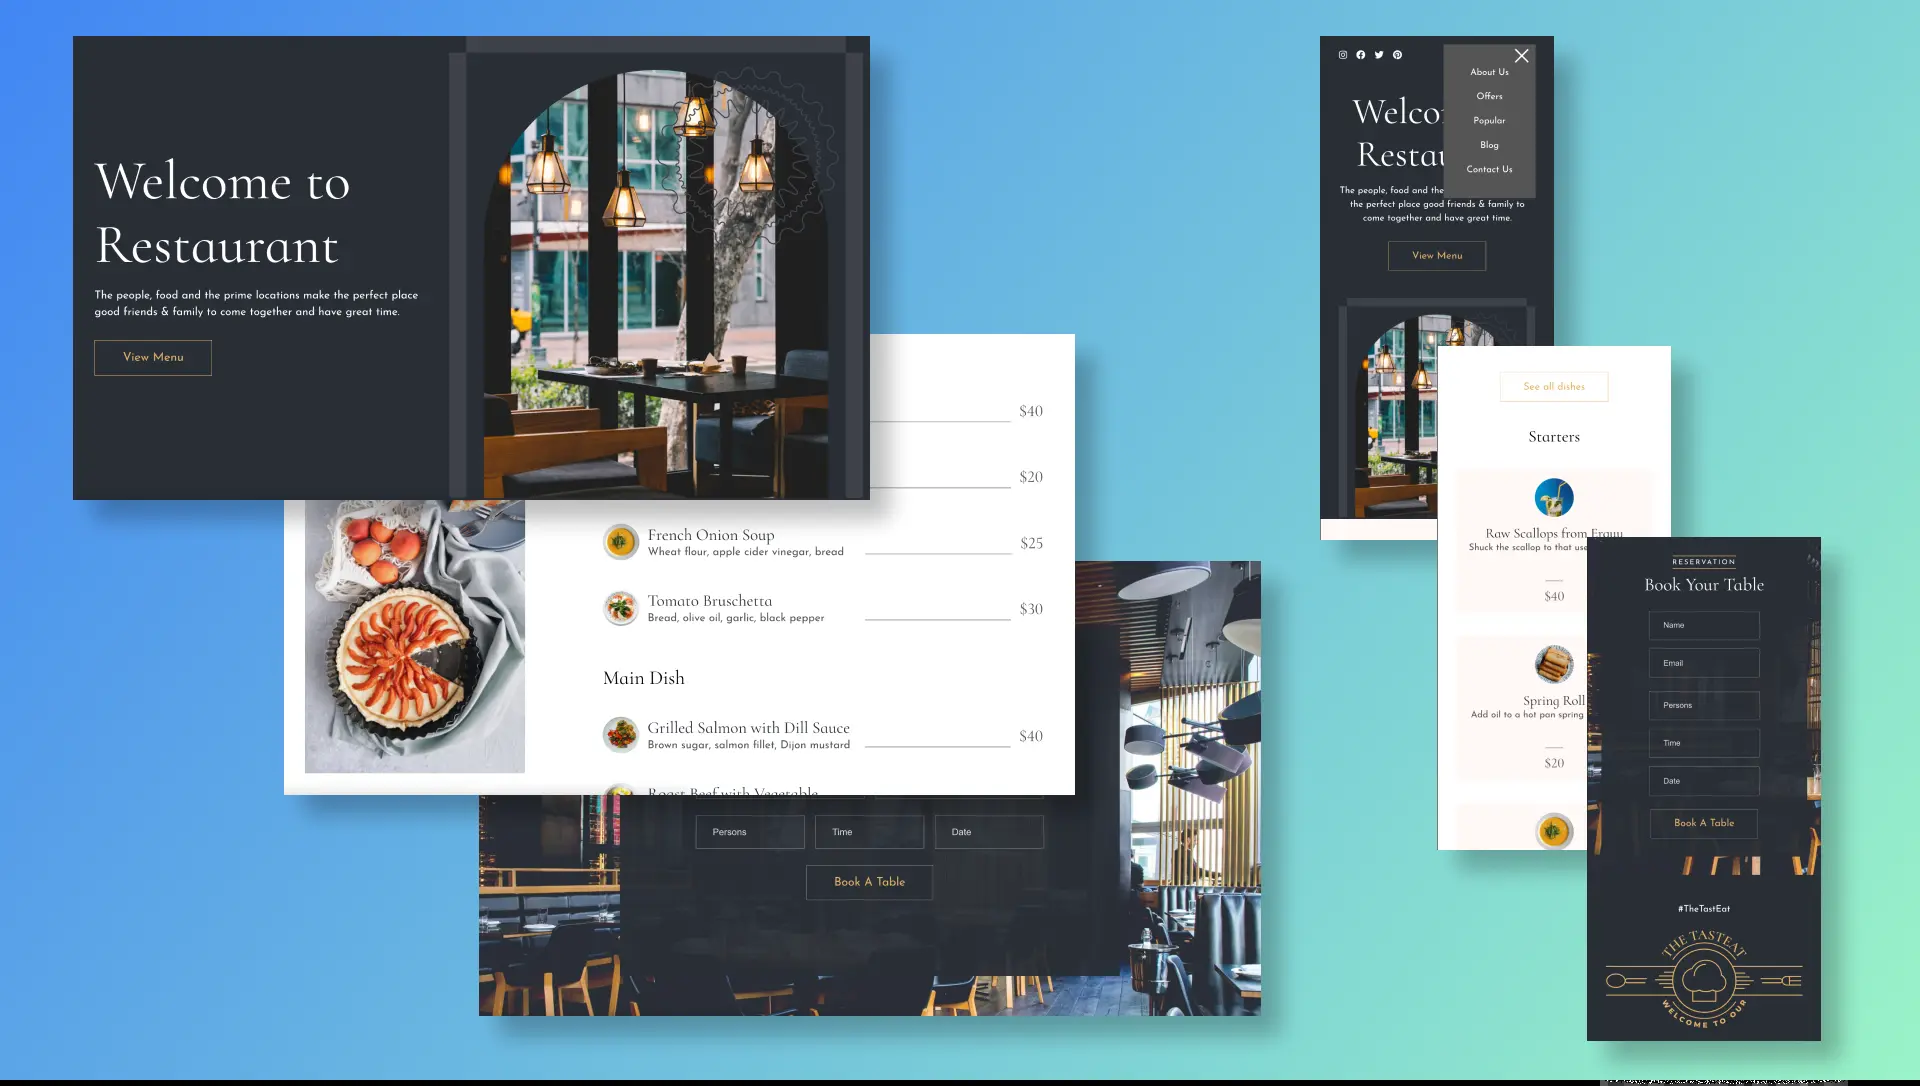 Welcome to
Restaurant
The people, food and the prime locations make the perfect place
good friends & family to come together and have great time.
View Menu
$40
$20
French Onion Soup
Wheat flour, apple cider vinegar, bread
$25
Tomato Bruschetta
Bread, olive oil, garlic, black pepper
$30
Main Dish
Grilled Salmon with Dill Sauce
Brown sugar, salmon fillet, Dijon mustard
$40
Roast Beef with Vegetable
Persons
Time
Date
Book A Table
About Us
Offers
Popular
Blog
Contact Us
Welco
Restau
The people, food and the
the perfect place good friends & family to
come together and have great time.
View Menu
See all dishes
Starters
Raw Scallops from Erquy
Shuck the scallop to that use
$40
Spring Roll
Add oil to a hot pan spring
$20
RESERVATION
Book Your Table
Name
Email
Persons
Time
Date
Book A Table
#TheTastEat
THE TASTEAT
WELCOME TO OUR